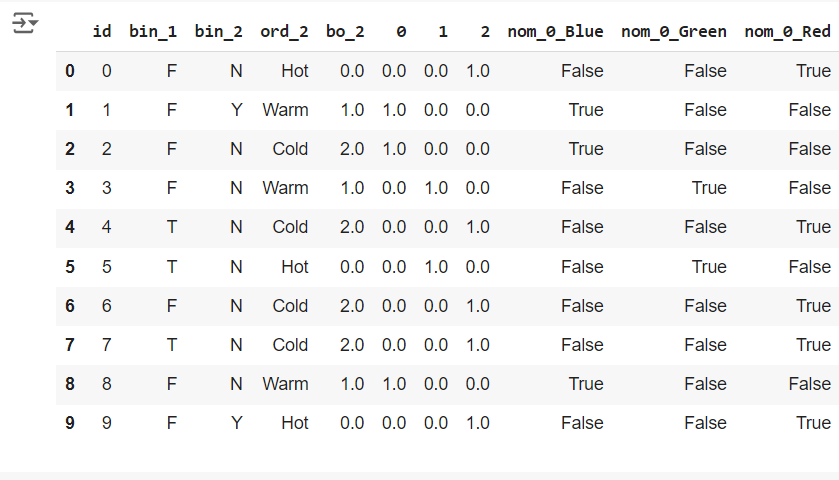 id bin_1 bin_2 ord_2 bo_2 0 1 2 nom_0_Blue nom_0_Green nom_0_Red
0 0 F N Hot 0.0 0.0 0.0 1.0 False False True
1 1 F Y Warm 1.0 1.0 0.0 0.0 True False False
2 2 F N Cold 2.0 1.0 0.0 0.0 True False False
3 3 F N Warm 1.0 0.0 1.0 0.0 False True False
4 4 T N Cold 2.0 0.0 0.0 1.0 False False True
5 5 T N Hot 0.0 0.0 1.0 0.0 False True False
6 6 F N Cold 2.0 0.0 0.0 1.0 False False True
7 7 T N Cold 2.0 0.0 0.0 1.0 False False True
8 8 F N Warm 1.0 1.0 0.0 0.0 True False False
9 9 F Y Hot 0.0 0.0 0.0 1.0 False False True